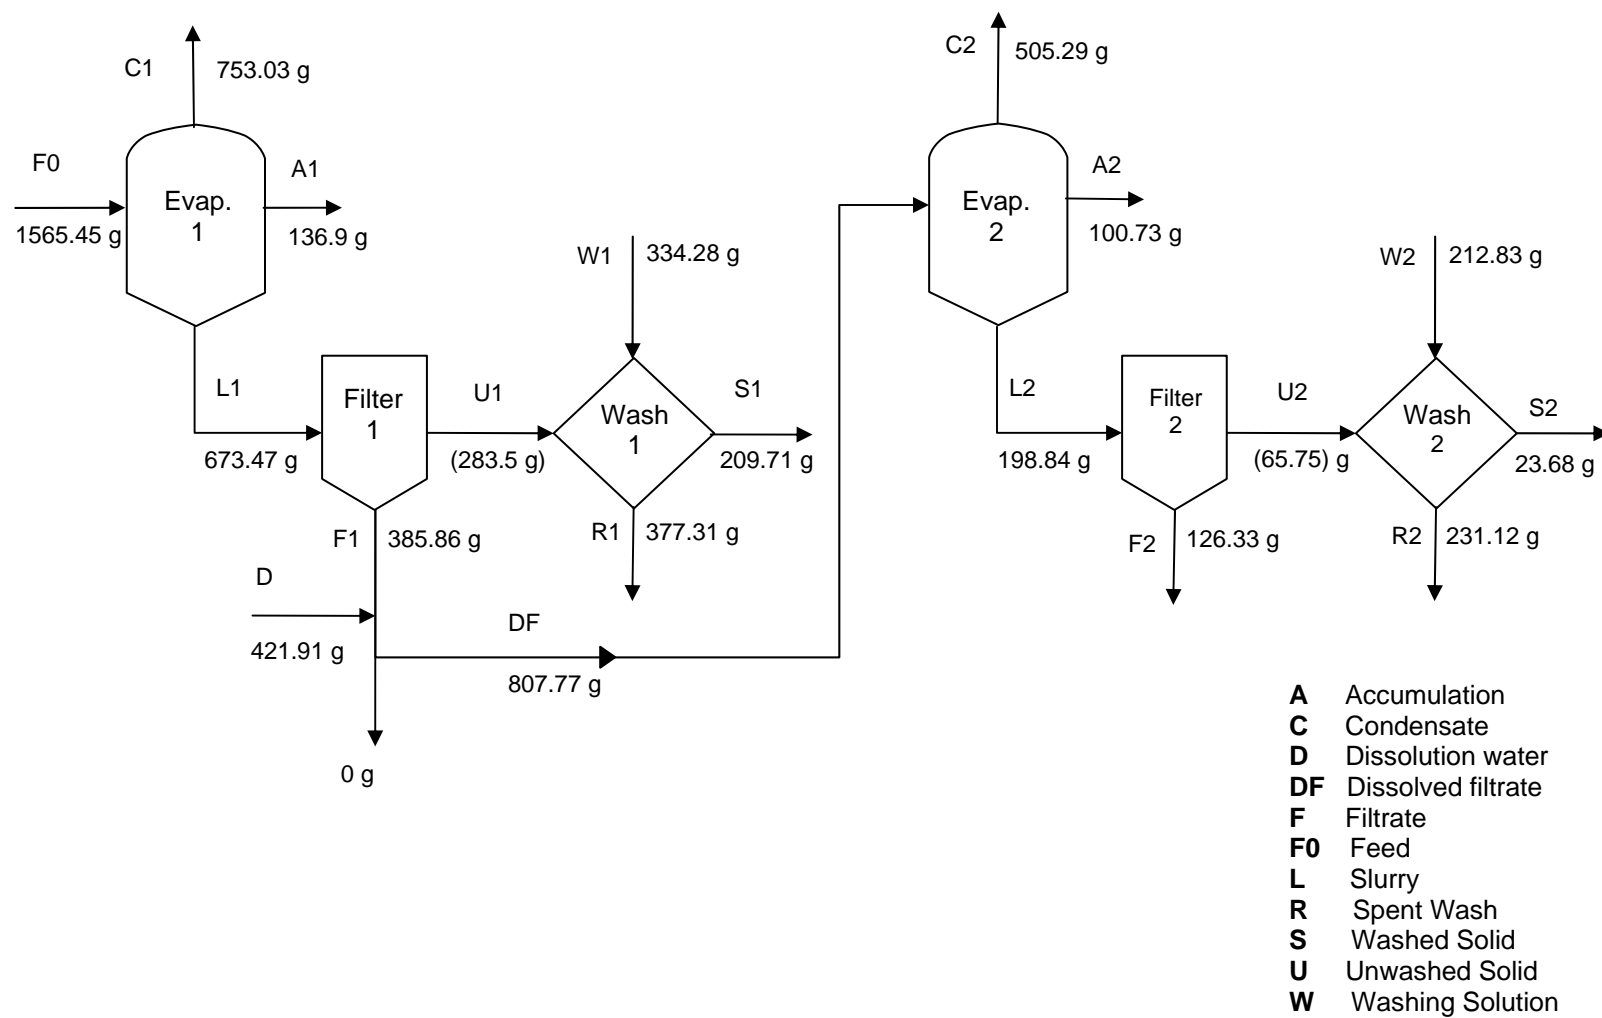 C1
753.03 g
F0
1565.45 g
Evap.
1
A1
136.9 g
L1
673.47 g
Filter
1
U1
(283.5 g)
W1
334.28 g
Wash
1
S1
209.71 g
R1
377.31 g
F1
385.86 g
D
421.91 g
DF
807.77 g
0 g
C2
505.29 g
Evap.
2
A2
100.73 g
L2
198.84 g
Filter
2
U2
(65.75) g
W2
212.83 g
Wash
2
S2
23.68 g
R2
231.12 g
F2
126.33 g
A Accumulation
C Condensate
D Dissolution water
DF Dissolved filtrate
F Filtrate
F0 Feed
L Slurry
R Spent Wash
S Washed Solid
U Unwashed Solid
W Washing Solution